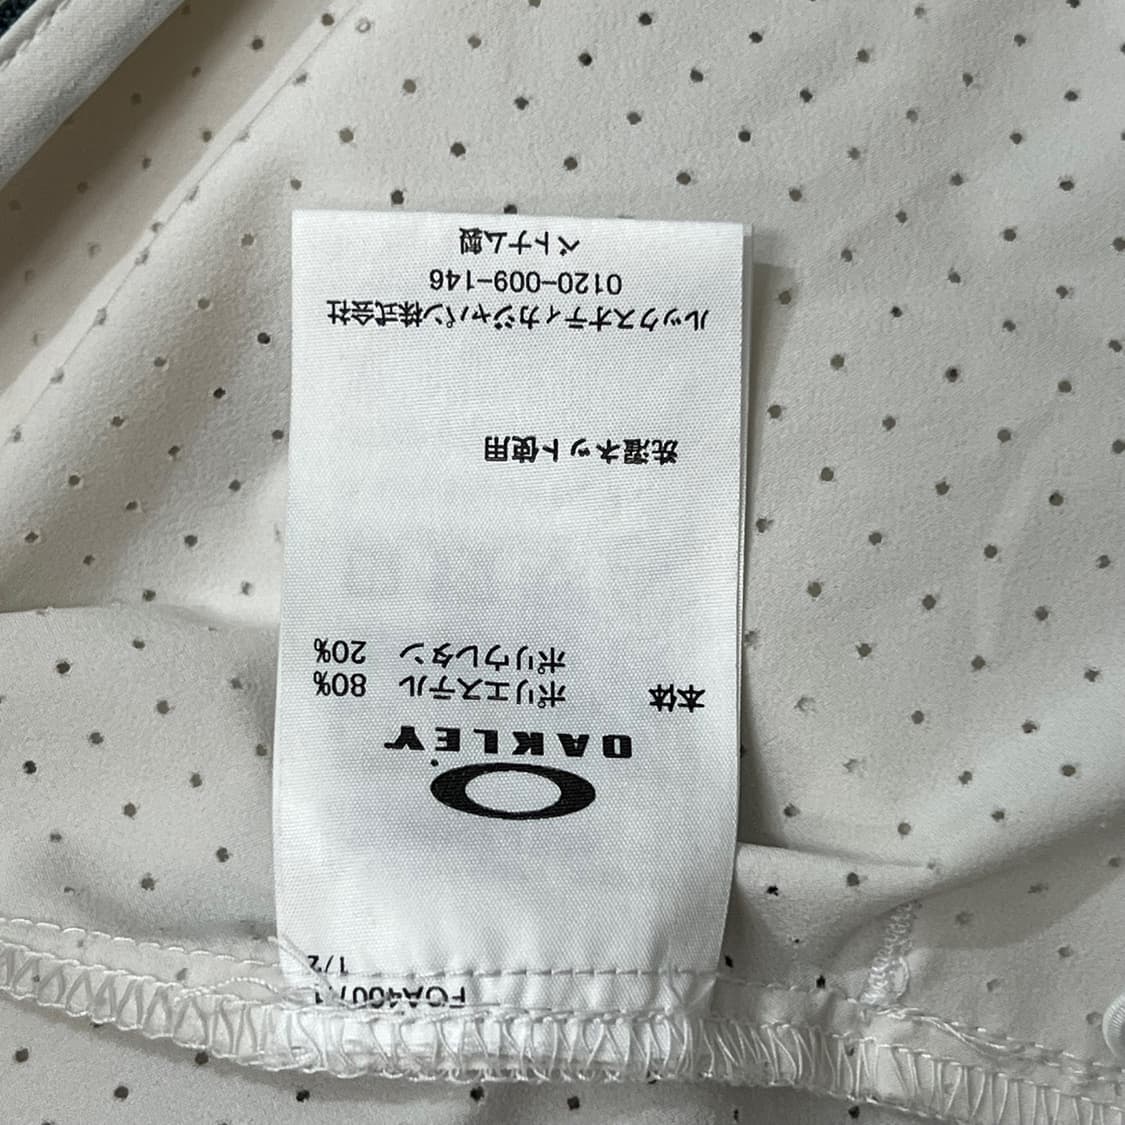 1/2
OAKLEY
本体 ポリエステル 80%
ポリウレタン 20%
洗濯ネット使用
ルックスオティカジャパン株式会社
0120-009-146
ベトナム製